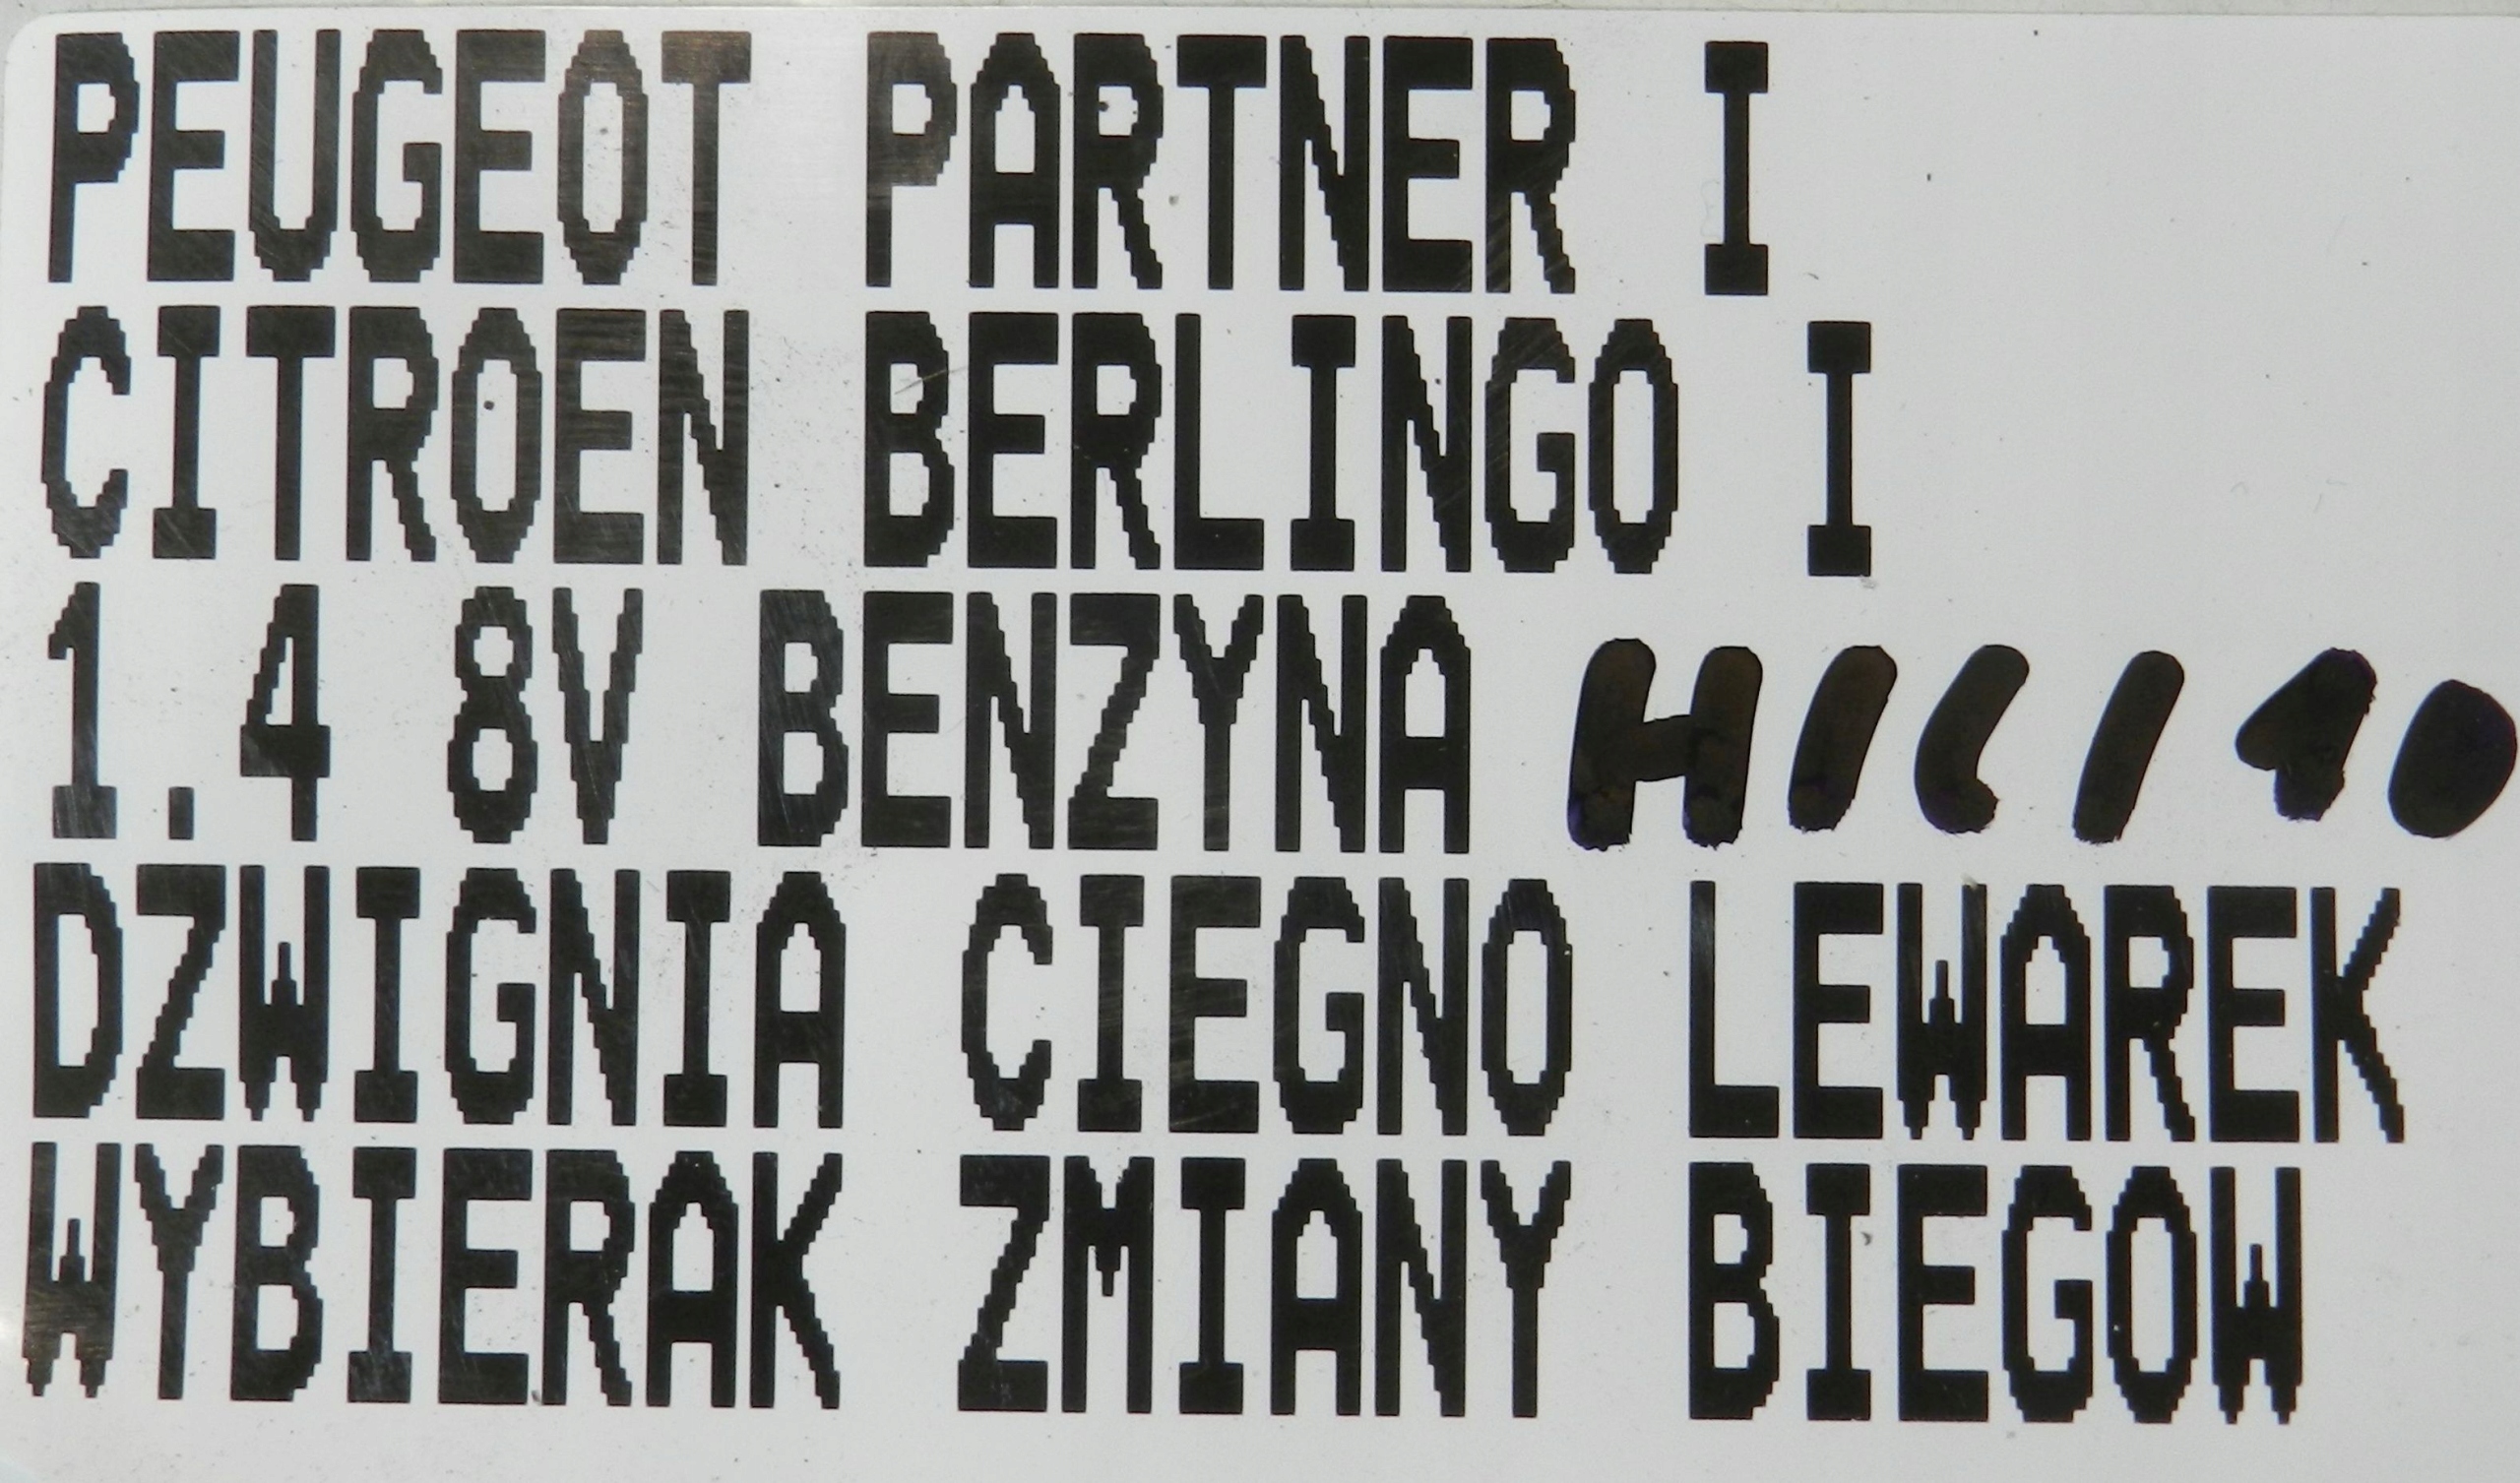 PEUGEOT PARTNER I
CITROEN BERLINGO I
1.4 8V BENZYNA
DZWIGNIA CIEGNO LEWAREK
WYBIERAK ZMIANY BIEGOW